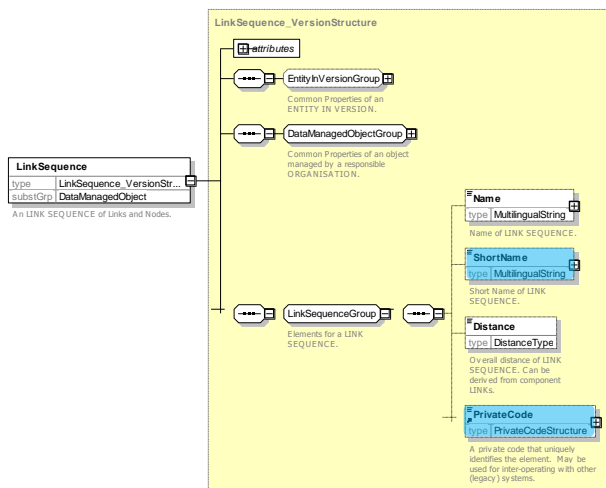 LinkSequence_VersionStructure
attributes
EntityInVersionGroup
Common Properties of an
ENTITY IN VERSION.
DataManagedObjectGroup
Common Properties of an object
managed by a responsible
ORGANISATION.
LinkSequence
type LinkSequence_VersionStr...
substGrp DataManagedObject
An LINK SEQUENCE of Links and Nodes.
LinkSequenceGroup
Elements for a LINK
SEQUENCE.
Name
type MultilingualString
Name of LINK SEQUENCE.
ShortName
type MultilingualString
Short Name of LINK
SEQUENCE.
Distance
type DistanceType
Overall distance of LINK
SEQUENCE. Can be
derived from component
LINKs.
PrivateCode
type PrivateCodeStructure
A private code that uniquely
identifies the element. May be
used for inter-operating with other
(legacy) systems.